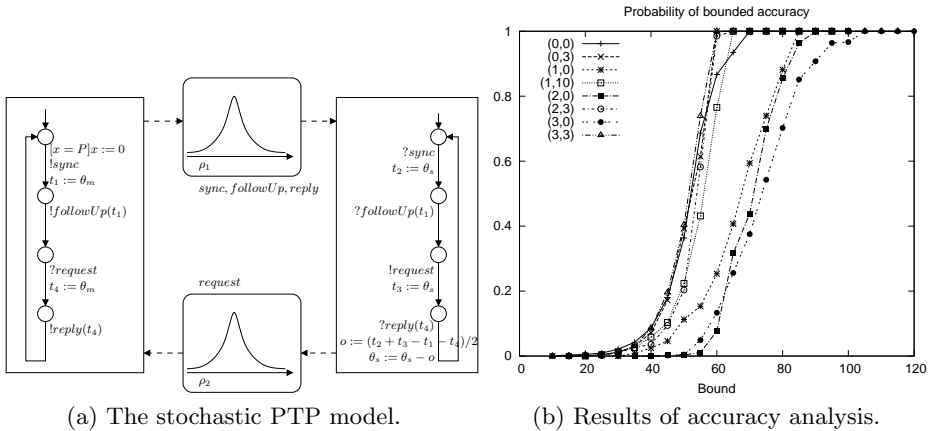 [x = P]x := 0
!sync
t₁ := θₘ
!followUp(t₁)
?request
t₄ := θₘ
!reply(t₄)
ρ₁
sync, followUp, reply
request
ρ₂
?sync
t₂ := θₛ
?followUp(t₁)
!request
t₃ := θₛ
?reply(t₄)
o := (t₂ + t₃ − t₁ − t₄)/2
θₛ := θₛ − o
(a) The stochastic PTP model.
Probability of bounded accuracy
1
0.8
0.6
0.4
0.2
0
(0,0)
(0,3)
(1,0)
(1,10)
(2,0)
(2,3)
(3,0)
(3,3)
0 20 40 60 80 100 120
Bound
(b) Results of accuracy analysis.